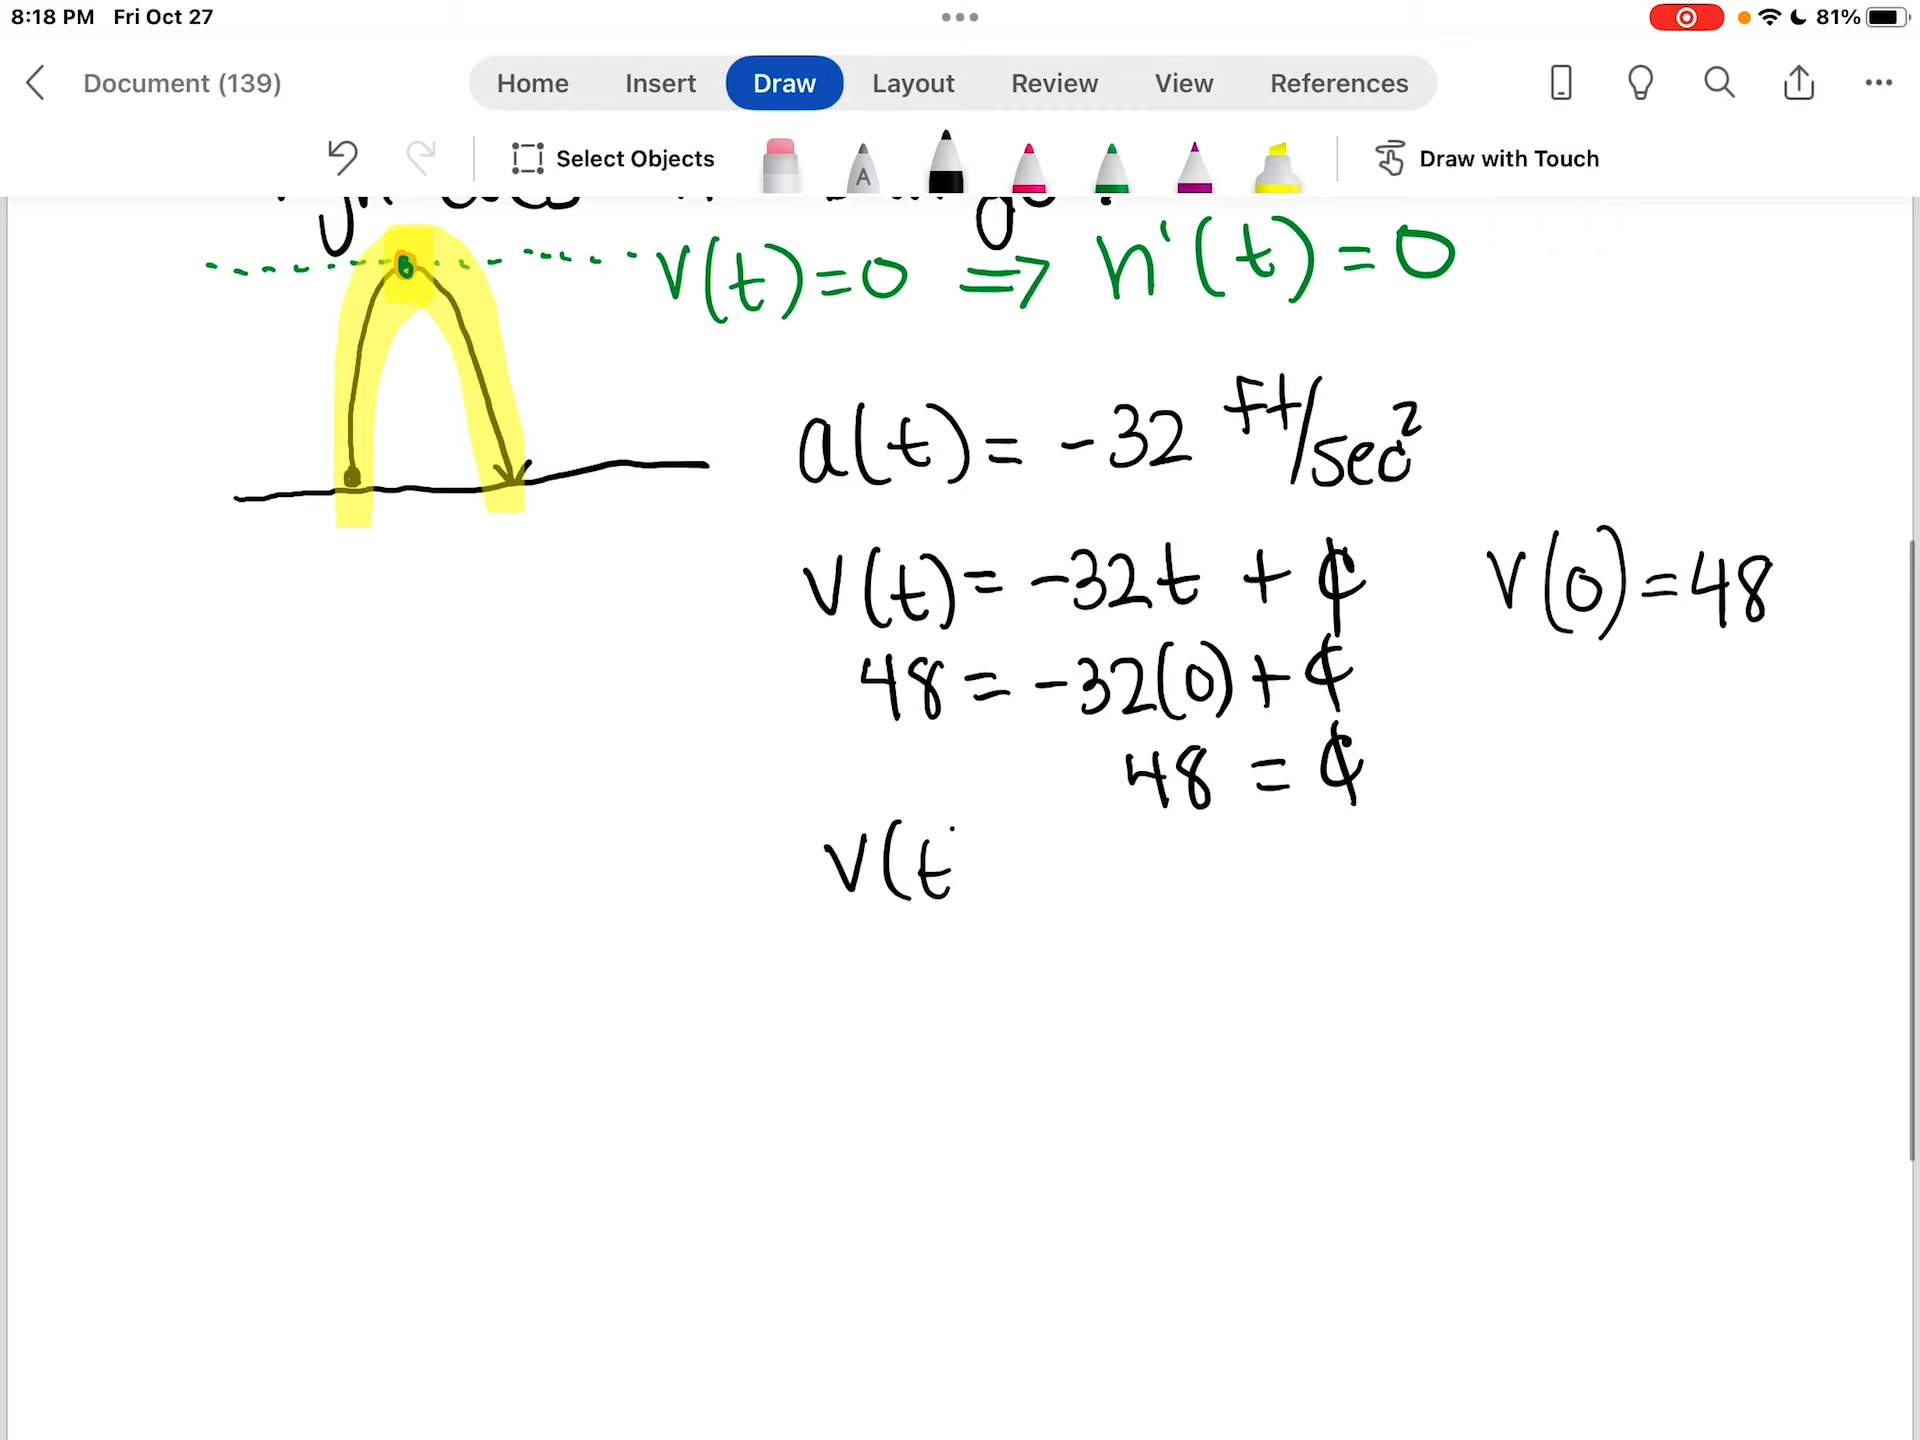 8:18 PM Fri Oct 27
81%
Document (139)
Home Insert Draw Layout Review View References
A Select Objects Draw with Touch
v(t)=0 => h'(t)=0
a(t) = -32 ft/sec²
v(t) = -32t + ₵ v(0)=48
48 = -32(0) + ₵
48 = ₵
v(t